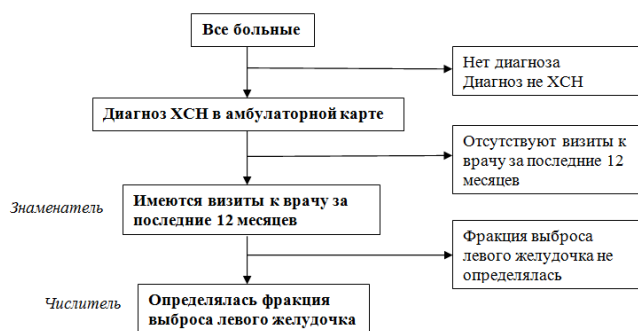 Все больные
Нет диагноза
Диагноз не ХСН
Диагноз ХСН в амбулаторной карте
Отсутствуют визиты к
врачу за последние 12
месяцев
Знаменатель
Имеются визиты к врачу за
последние 12 месяцев
Фракция выброса
левого желудочка не
определялась
Числитель
Определялась фракция
выброса левого желудочка